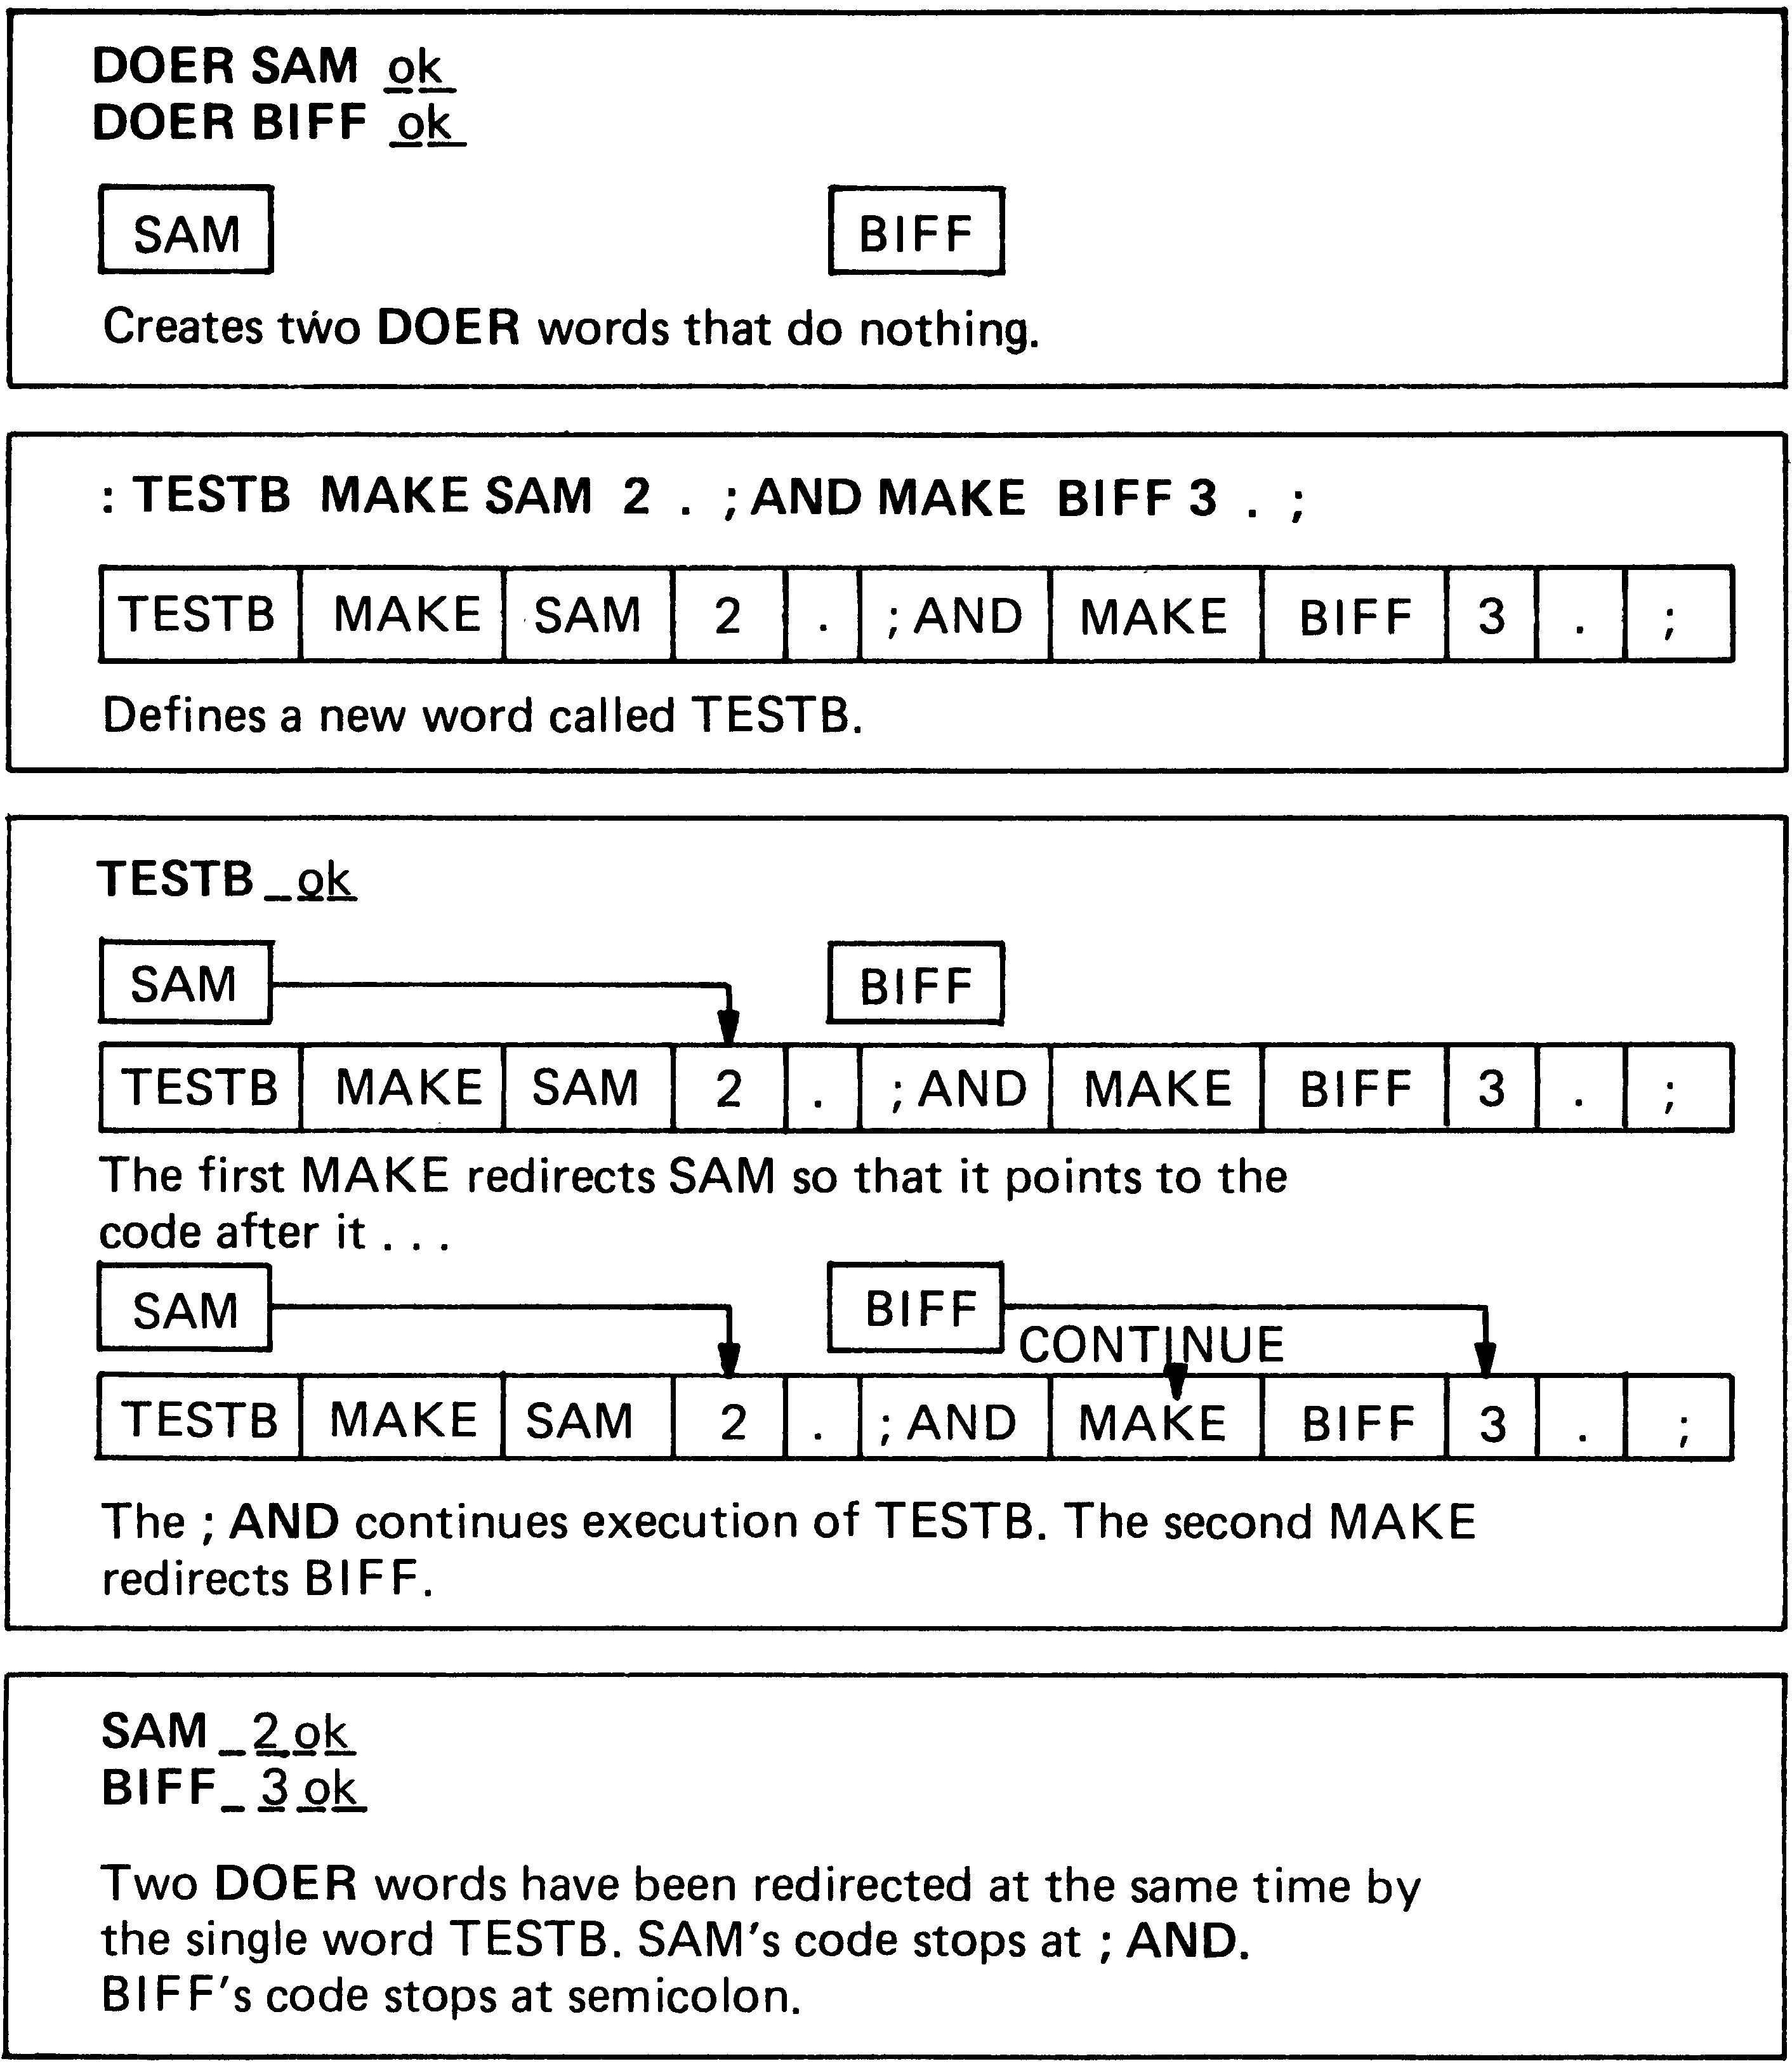 DOER SAM ok
DOER BIFF ok
SAM BIFF
Creates two DOER words that do nothing.
: TESTB MAKE SAM 2 . ;AND MAKE BIFF 3 . ;
TESTB MAKE SAM 2 . ;AND MAKE BIFF 3 . ;
Defines a new word called TESTB.
TESTB ok
SAM BIFF
TESTB MAKE SAM 2 . ;AND MAKE BIFF 3 . ;
The first MAKE redirects SAM so that it points to the
code after it . . .
SAM BIFF
CONTINUE
TESTB MAKE SAM 2 . ;AND MAKE BIFF 3 . ;
The ; AND continues execution of TESTB. The second MAKE
redirects BIFF.
SAM 2 ok
BIFF 3 ok
Two DOER words have been redirected at the same time by
the single word TESTB. SAM's code stops at ; AND.
BIFF's code stops at semicolon.